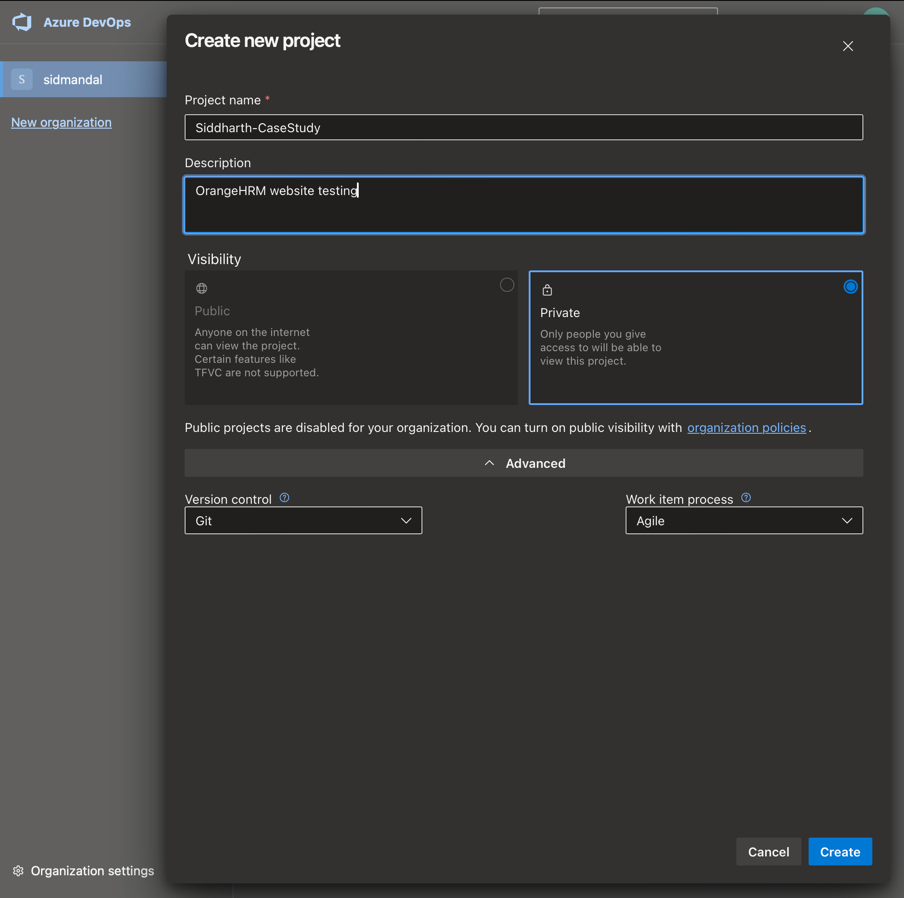 Azure DevOps
S sidmandal
New organization
Organization settings
Create new project
Project name *
Siddharth-CaseStudy
Description
OrangeHRM website testing
Visibility
Public
Anyone on the internet
can view the project.
Certain features like
TFVC are not supported.
Private
Only people you give
access to will be able to
view this project.
Public projects are disabled for your organization. You can turn on public visibility with organization policies.
Advanced
Version control ?
Git
Work item process ?
Agile
Cancel
Create